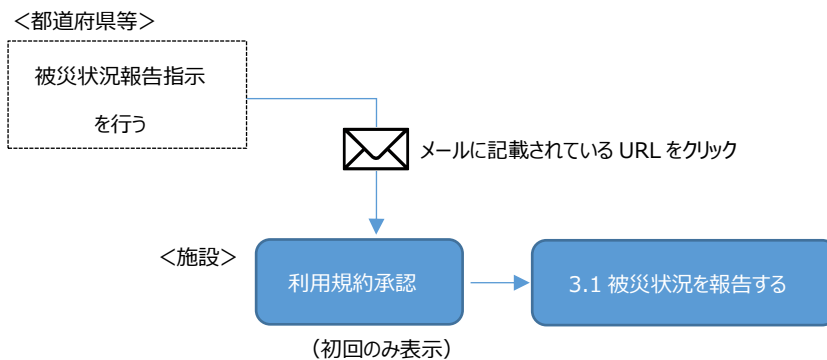 ＜都道府県等＞
被災状況報告指示
を行う
メールに記載されている URL をクリック
＜施設＞
利用規約承認
3.1 被災状況を報告する
（初回のみ表示）